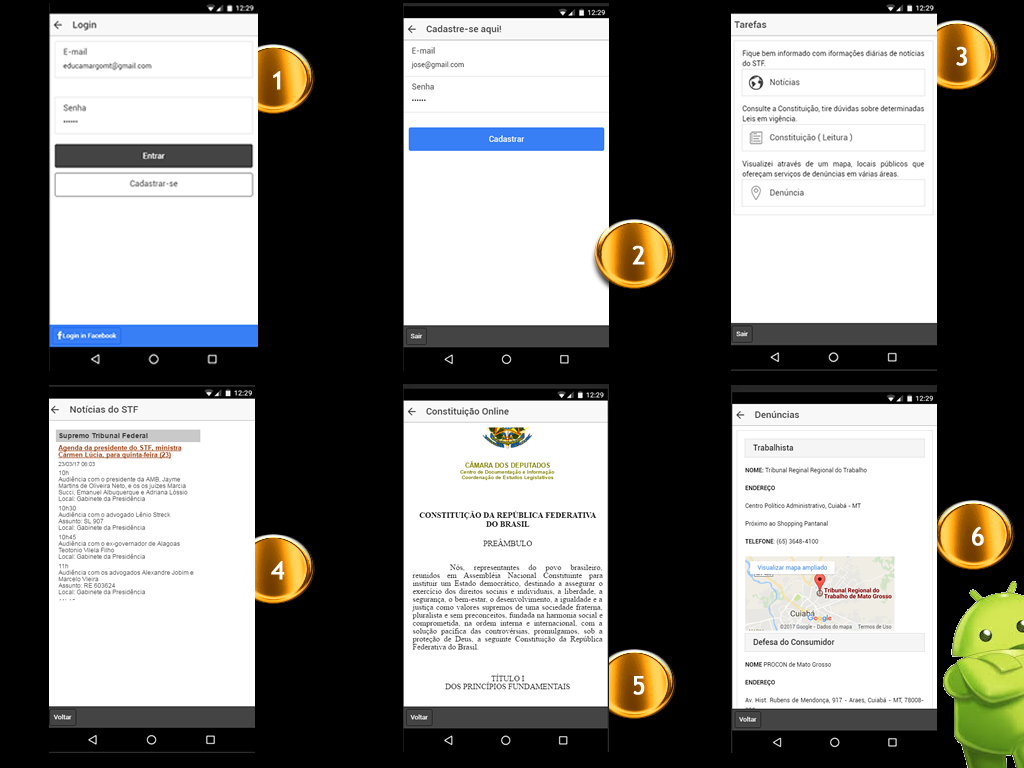 12:29
Login
E-mail
educamargomt@gmail.com
Senha
••••••
Entrar
Cadastrar-se
f Login in Facebook
1
12:29
Cadastre-se aqui!
E-mail
jose@gmail.com
Senha
••••••
Cadastrar
Sair
2
12:29
Tarefas
Fique bem informado com iformações diárias de notícias
do STF.
Notícias
Consulte a Constituição, tire dúvidas sobre determinadas
Leis em vigência.
Constituição ( Leitura )
Visualizei através de um mapa, locais públicos que
ofereçam serviços de denúncias em várias áreas.
Denúncia
Sair
3
12:29
Notícias do STF
Supremo Tribunal Federal
Agenda da presidente do STF, ministra
Cármen Lúcia, para quinta-feira (23)
23/03/17 06:03
10h
Audiência com o presidente da AMB, Jayme
Martins de Oliveira Neto, e os os juízes Márcia
Succi, Emanuel Albuquerque e Adriana Lóssio
Local: Gabinete da Presidência
10h30
Audiência com o advogado Lênio Streck
Assunto: SL 907
Local: Gabinete da Presidência
10h45
Audiência com o ex-governador de Alagoas
Teotonio Vilela Filho
Local: Gabinete da Presidência
11h
Audiência com os advogados Alexandre Jobim e
Marcelo Vieira
Assunto: RE 603624
Local: Gabinete da Presidência
Voltar
4
12:29
Constituição Online
CÂMARA DOS DEPUTADOS
Centro de Documentação e Informação
Coordenação de Estudos Legislativos
CONSTITUIÇÃO DA REPÚBLICA FEDERATIVA
DO BRASIL
PREÂMBULO
Nós, representantes do povo brasileiro,
reunidos em Assembléia Nacional Constituinte para
instituir um Estado democrático, destinado a assegurar o
exercício dos direitos sociais e individuais, a liberdade, a
segurança, o bem-estar, o desenvolvimento, a igualdade e a
justiça como valores supremos de uma sociedade fraterna,
pluralista e sem preconceitos, fundada na harmonia social e
comprometida, na ordem interna e internacional, com a
solução pacífica das controvérsias, promulgamos, sob a
proteção de Deus, a seguinte Constituição da República
Federativa do Brasil.
TÍTULO I
DOS PRINCÍPIOS FUNDAMENTAIS
Voltar
5
12:29
Denúncias
Trabalhista
NOME: Tribunal Reginal Regional do Trabalho
ENDEREÇO
Centro Político Administrativo, Cuiabá - MT
Próximo ao Shopping Pantanal
TELEFONE: (65) 3648-4100
Visualizar mapa ampliado
Tribunal Regional do
Trabalho de Mato Grosso
Cuiabá
Google
©2017 Google - Dados do mapa Termos de Uso
Defesa do Consumidor
NOME PROCON de Mato Grosso
ENDEREÇO
Av. Hist. Rubens de Mendonça, 917 - Araes, Cuiabá - MT, 78008-
Voltar
6